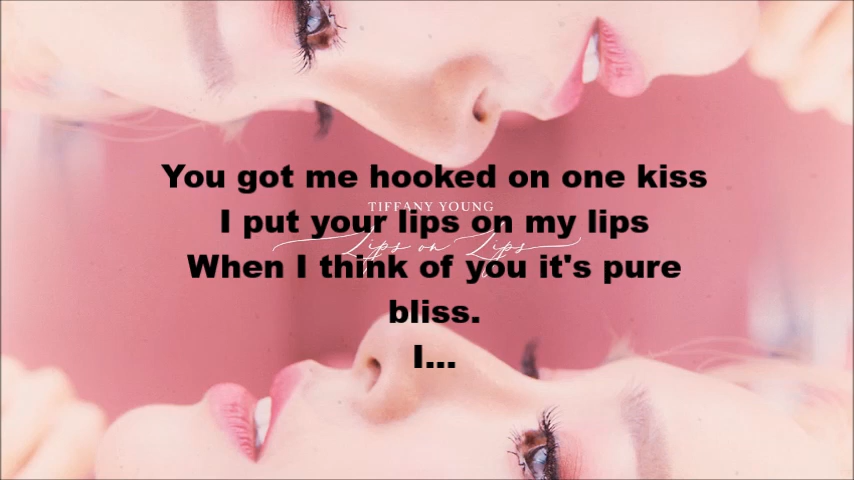 You got me hooked on one kiss
TIFFANY YOUNG
I put your lips on my lips
Lips on Lips
When I think of you it's pure
bliss.
I...